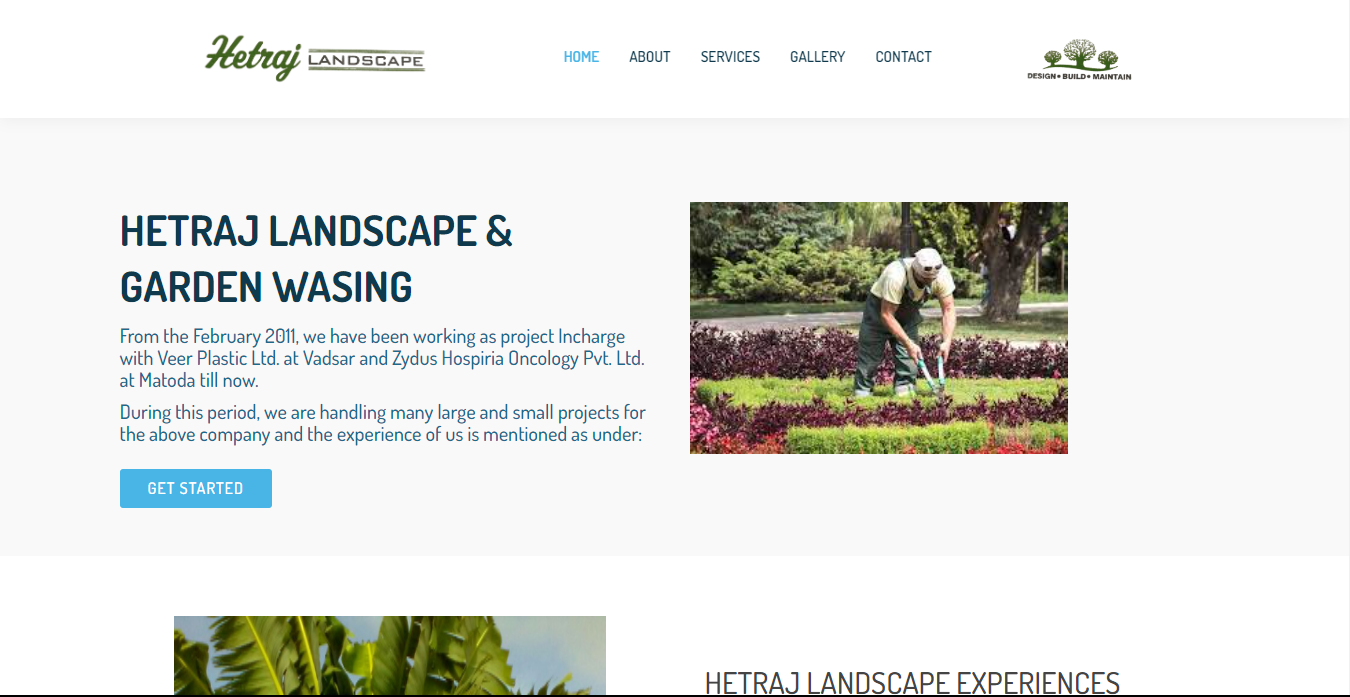 Hetraj LANDSCAPE
HOME ABOUT SERVICES GALLERY CONTACT
DESIGN • BUILD • MAINTAIN
HETRAJ LANDSCAPE &
GARDEN WASING
From the February 2011, we have been working as project Incharge
with Veer Plastic Ltd. at Vadsar and Zydus Hospiria Oncology Pvt. Ltd.
at Matoda till now.
During this period, we are handling many large and small projects for
the above company and the experience of us is mentioned as under:
GET STARTED
HETRAJ LANDSCAPE EXPERIENCES